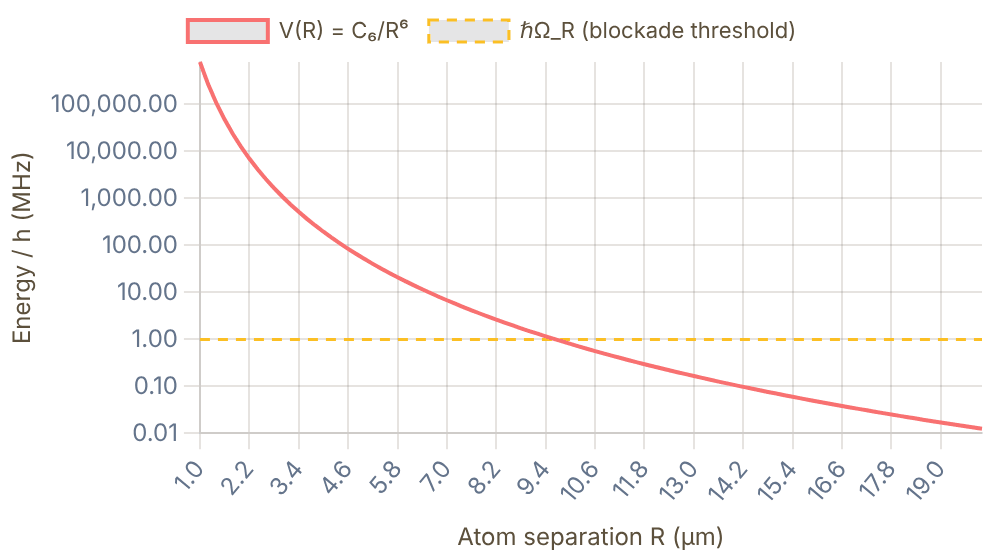 V(R) = C₆/R⁶ ℏΩ_R (blockade threshold)
Energy / h (MHz)
100,000.00
10,000.00
1,000.00
100.00
10.00
1.00
0.10
0.01
1.0 2.2 3.4 4.6 5.8 7.0 8.2 9.4 10.6 11.8 13.0 14.2 15.4 16.6 17.8 19.0
Atom separation R (μm)